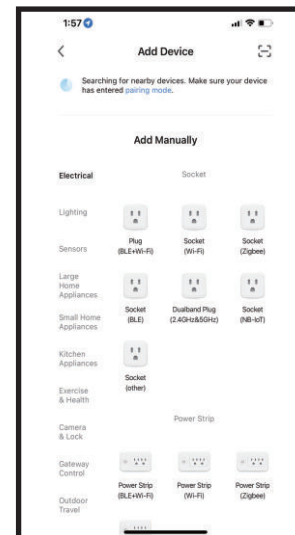 1:57
Add Device
Searching for nearby devices. Make sure your device
has entered pairing mode.
Add Manually
Electrical
Socket
Lighting
Plug
(BLE+Wi-Fi)
Socket
(Wi-Fi)
Socket
(Zigbee)
Sensors
Large
Home
Appliances
Socket
(BLE)
Dualband Plug
(2.4GHz&5GHz)
Socket
(NB-IoT)
Small Home
Appliances
Kitchen
Appliances
Socket
(other)
Exercise
& Health
Power Strip
Camera
& Lock
Gateway
Control
Power Strip
(BLE+Wi-Fi)
Power Strip
(Wi-Fi)
Power Strip
(Zigbee)
Outdoor
Travel